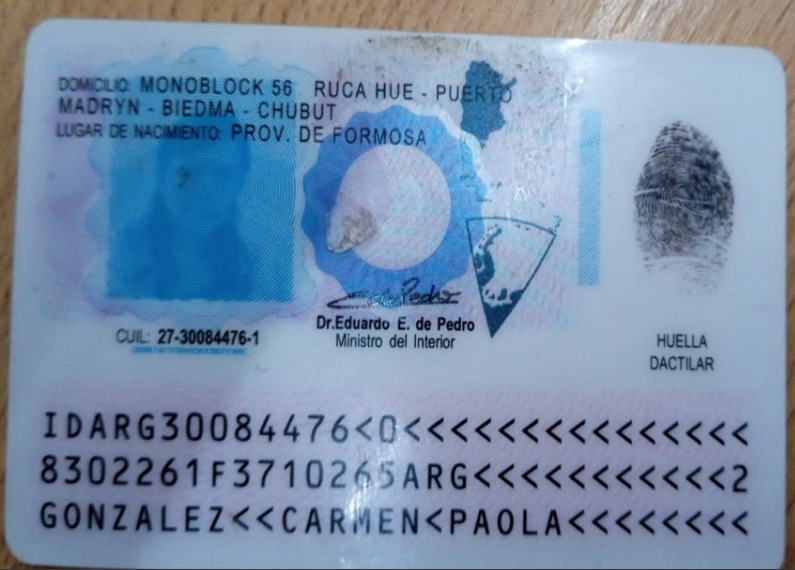 DOMICILIO: MONOBLOCK 56 RUCA HUE - PUERTO
MADRYN - BIEDMA - CHUBUT
LUGAR DE NACIMIENTO: PROV. DE FORMOSA
CUIL: 27-30084476-1
Dr.Eduardo E. de Pedro
Ministro del Interior
HUELLA
DACTILAR
IDARG30084476<0<<<<<<<<<<<<<<<
8302261F3710265ARG<<<<<<<<<<<2
GONZALEZ<<CARMEN<PAOLA<<<<<<<<